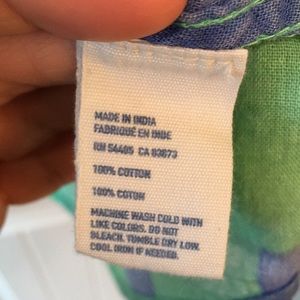 MADE IN INDIA
FABRIQUÉ EN INDE
RN 54485 CA 03673
100% COTTON
100% COTON
MACHINE WASH COLD WITH
LIKE COLORS. DO NOT
BLEACH. TUMBLE DRY LOW.
COOL IRON IF NEEDED.